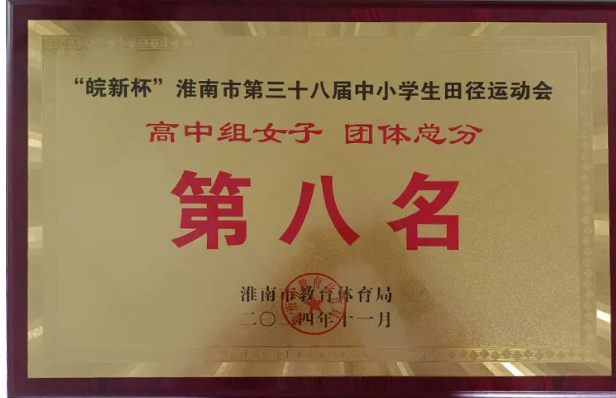 “皖新杯”淮南市第三十八届中小学生田径运动会
高中组女子 团体总分
第八名
淮南市教育体育局
二〇二四年十一月